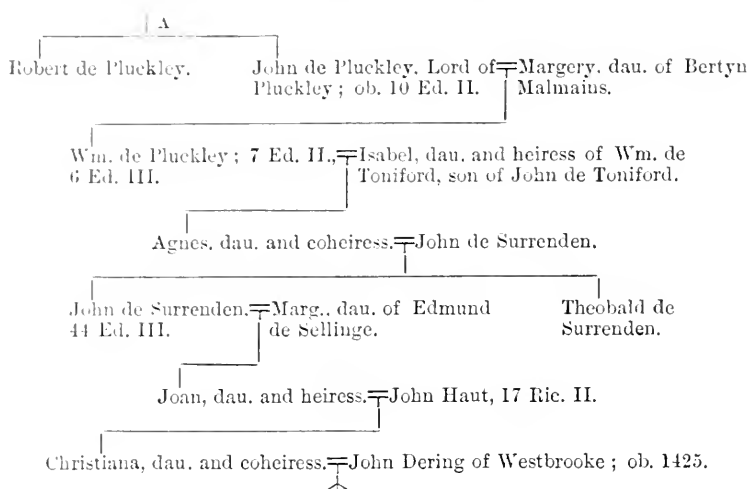 A
Robert de Pluckley.
John de Pluckley, Lord of
Pluckley ; ob. 10 Ed. II.
Margery, dau. of Bertyn
Malmains.
Wm. de Pluckley ; 7 Ed. II.,
6 Ed. III.
Isabel, dau. and heiress of Wm. de
Toniford, son of John de Toniford.
Agnes, dau. and coheiress.
John de Surrenden.
John de Surrenden.
44 Ed. III.
Marg., dau. of Edmund
de Sellinge.
Theobald de
Surrenden.
Joan, dau. and heiress.
John Haut, 17 Ric. II.
Christiana, dau. and coheiress.
John Dering of Westbrooke ; ob. 1425.